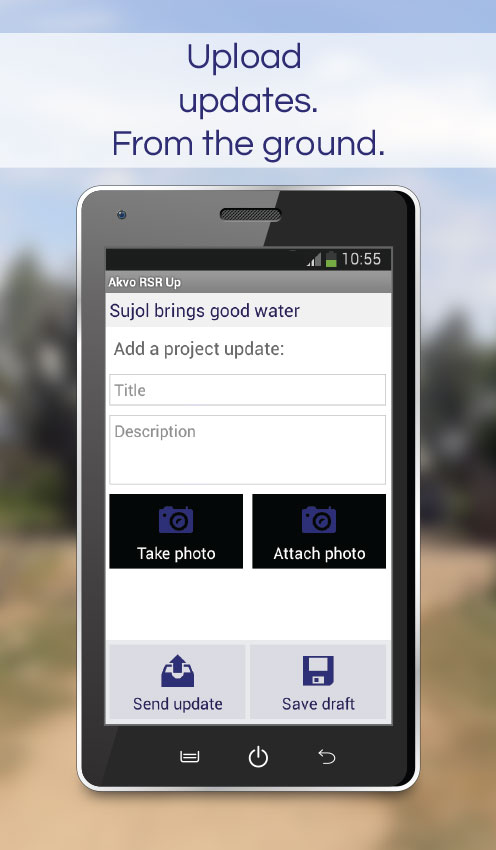 Upload
updates.
From the ground.
10:55
Akvo RSR Up
Sujol brings good water
Add a project update:
Title
Description
Take photo
Attach photo
Send update
Save draft